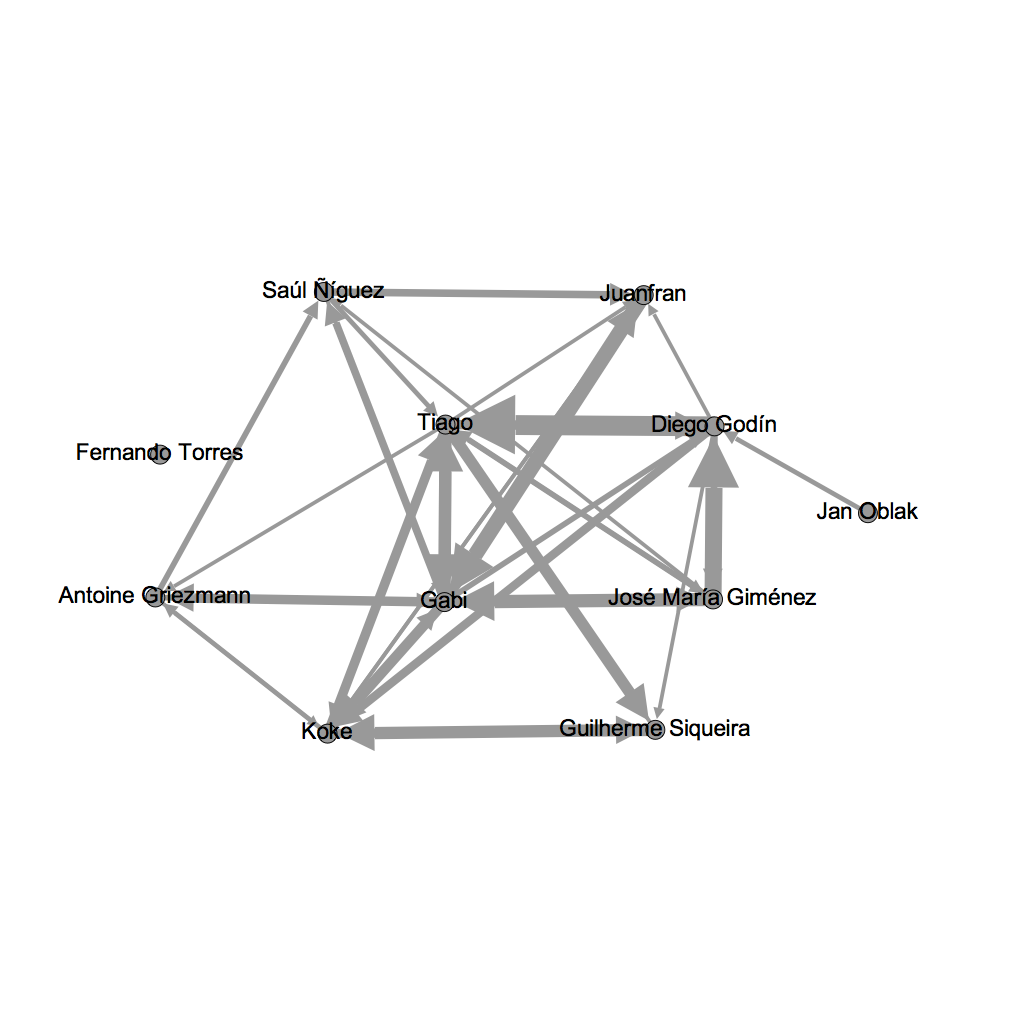 Saúl Ñíguez
Juanfran
Tiago
Diego Godín
Fernando Torres
Jan Oblak
Antoine Griezmann
Gabi
José María Giménez
Koke
Guilherme Siqueira